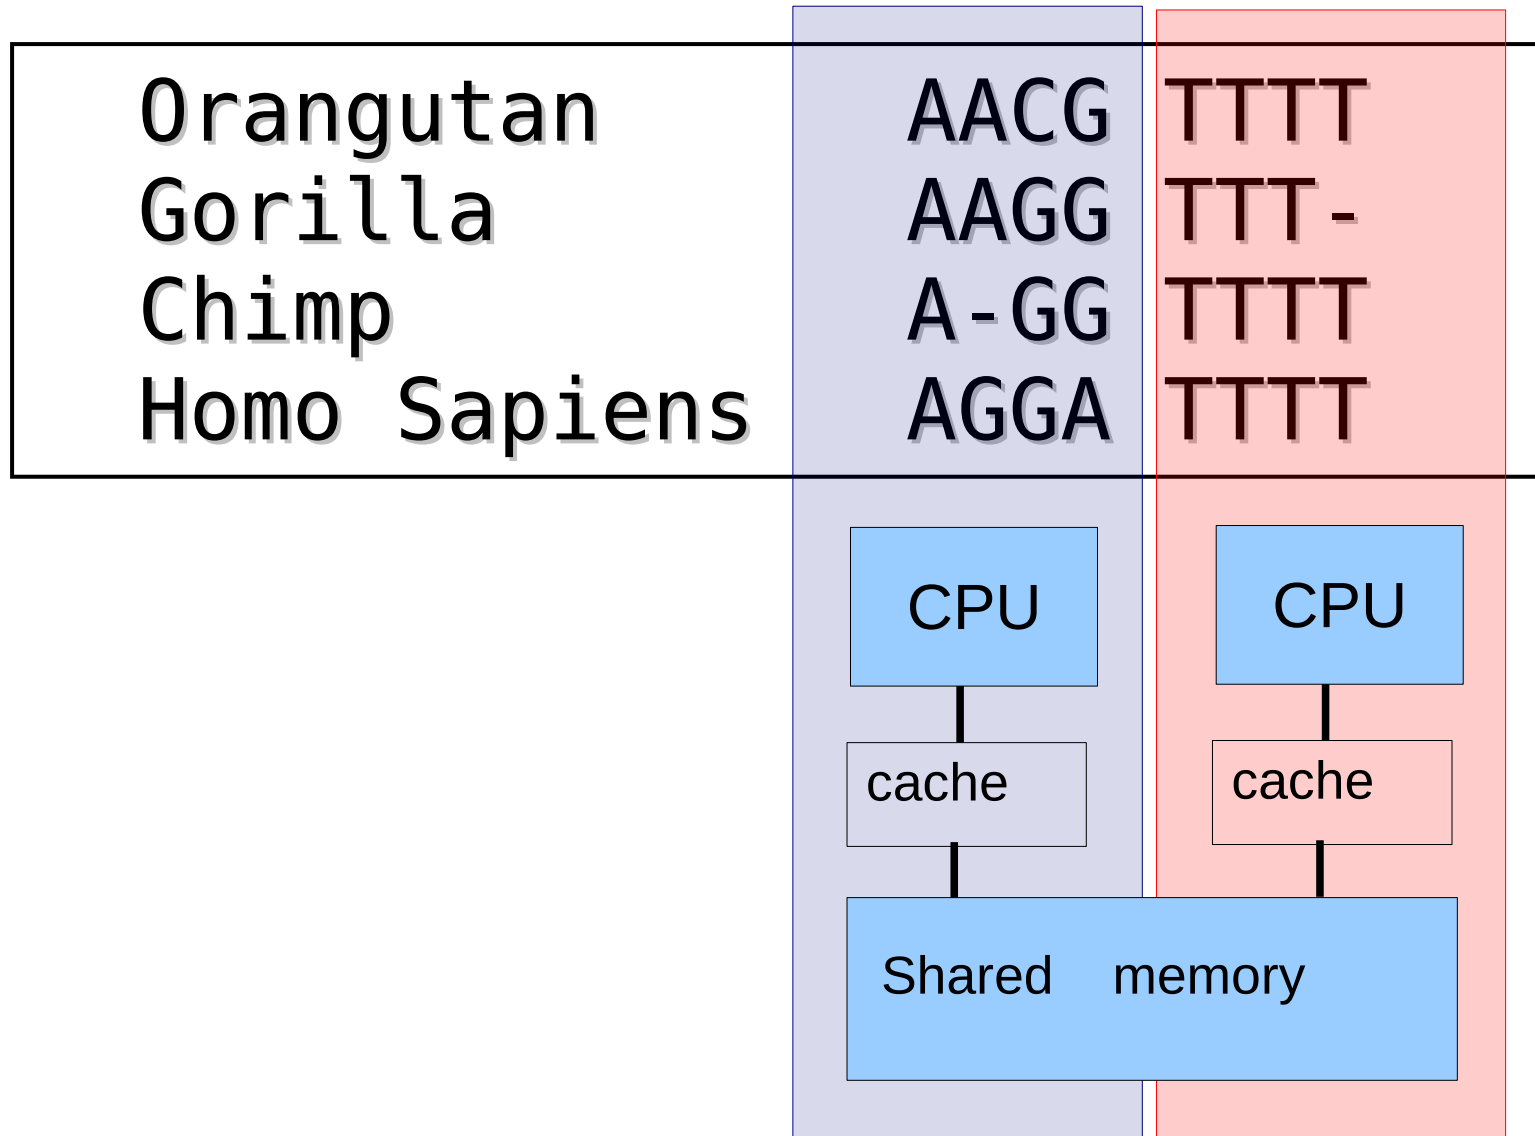 Orangutan AACG TTTT
Gorilla AAGG TTT-
Chimp A-GG TTTT
Homo Sapiens AGGA TTTT
CPU CPU
cache cache
Shared memory